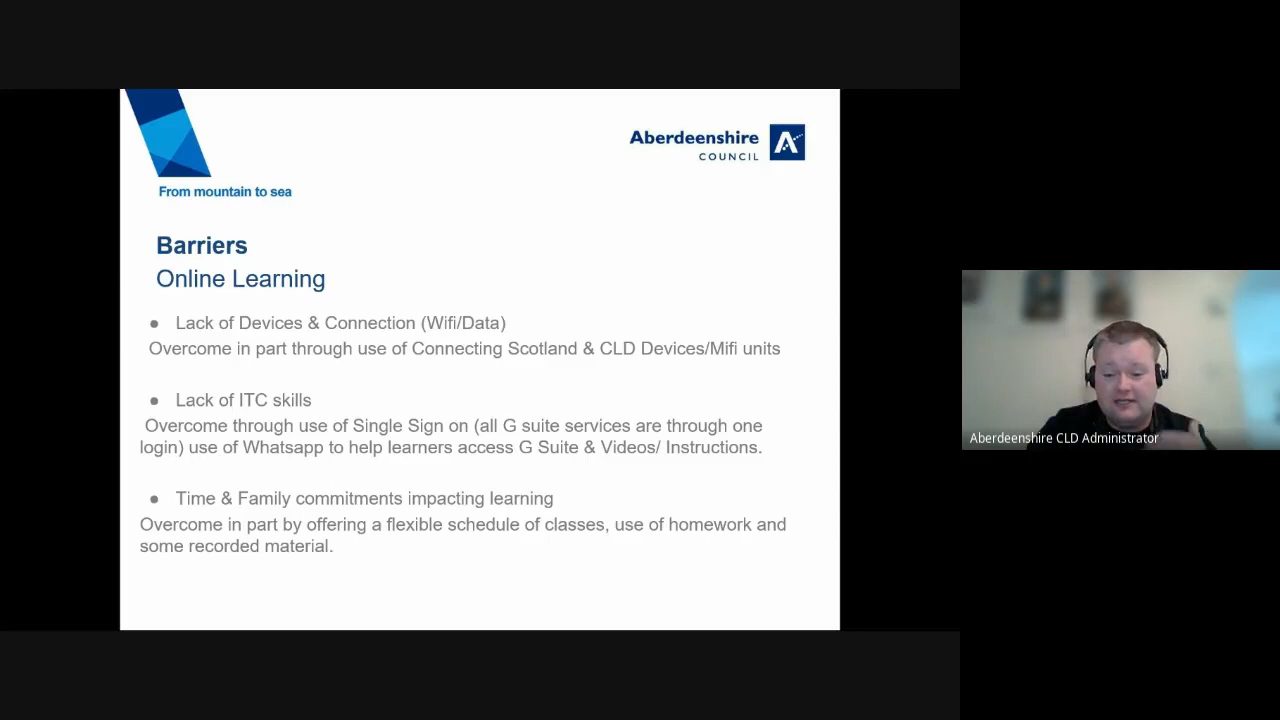 Aberdeenshire
COUNCIL
From mountain to sea
Barriers
Online Learning
● Lack of Devices & Connection (Wifi/Data)
Overcome in part through use of Connecting Scotland & CLD Devices/Mifi units
● Lack of ITC skills
Overcome through use of Single Sign on (all G suite services are through one
login) use of Whatsapp to help learners access G Suite & Videos/ Instructions.
● Time & Family commitments impacting learning
Overcome in part by offering a flexible schedule of classes, use of homework and
some recorded material.
Aberdeenshire CLD Administrator